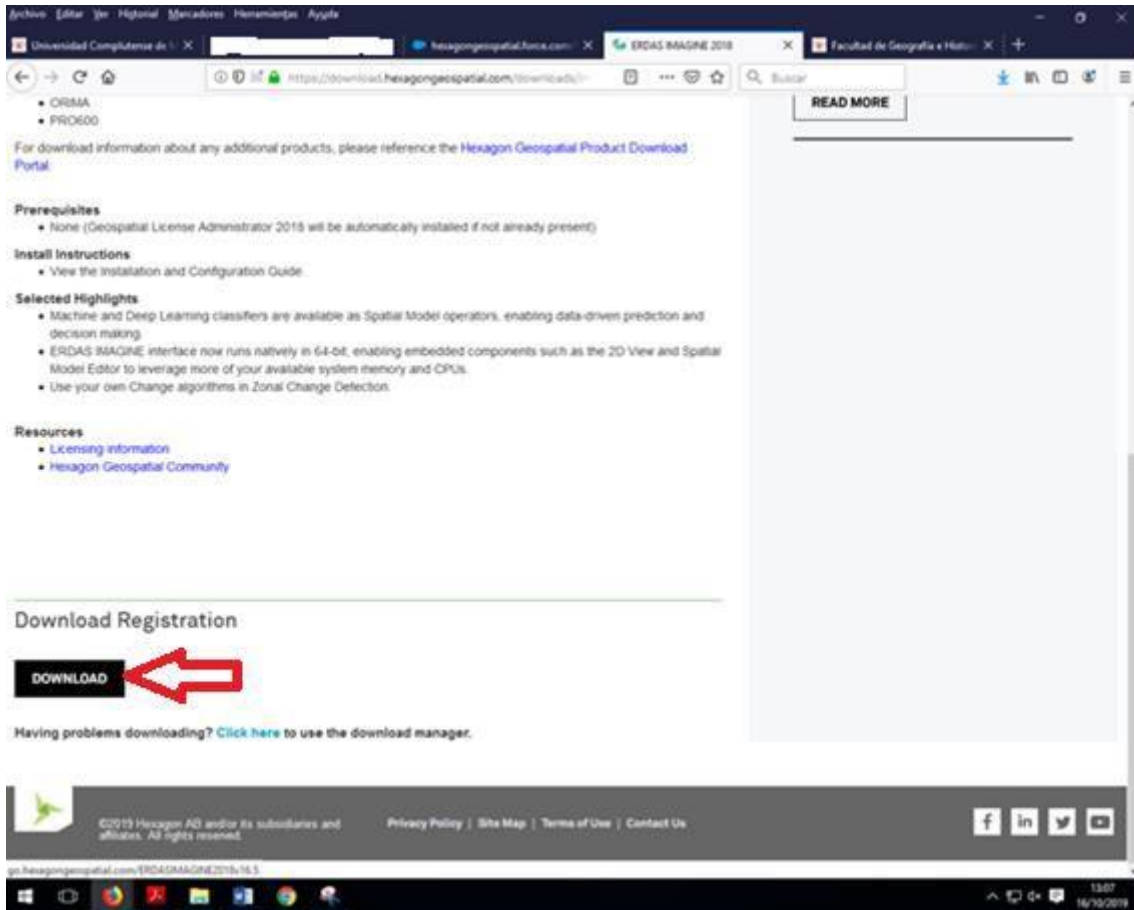 Archivo Editar Ver Historial Marcadores Herramientas Ayuda
Universidad Complutense de
hexagongeospatial.force.com
ERDAS IMAGINE 2018
Facultad de Geografía e Histor
https://download.hexagongeospatial.com/downloads/
Buscar
• ORIMA
• PRO600
READ MORE
For download information about any additional products, please reference the Hexagon Geospatial Product Download
Portal.
Prerequisites
• None (Geospatial License Administrator 2018 will be automatically installed if not already present)
Install Instructions
• View the Installation and Configuration Guide
Selected Highlights
• Machine and Deep Learning classifiers are available as Spatial Model operators, enabling data-driven prediction and
decision making.
• ERDAS IMAGINE interface now runs natively in 64-bit, enabling embedded components such as the 2D View and Spatial
Model Editor to leverage more of your available system memory and CPUs.
• Use your own Change algorithms in Zonal Change Detection.
Resources
• Licensing information
• Hexagon Geospatial Community
Download Registration
DOWNLOAD
Having problems downloading? Click here to use the download manager.
©2019 Hexagon AB and/or its subsidiaries and
affiliates. All rights reserved.
Privacy Policy | Site Map | Terms of Use | Contact Us
go.hexagongeospatial.com/ERDASIMAGINE2018v16.5
13:07
16/10/2019